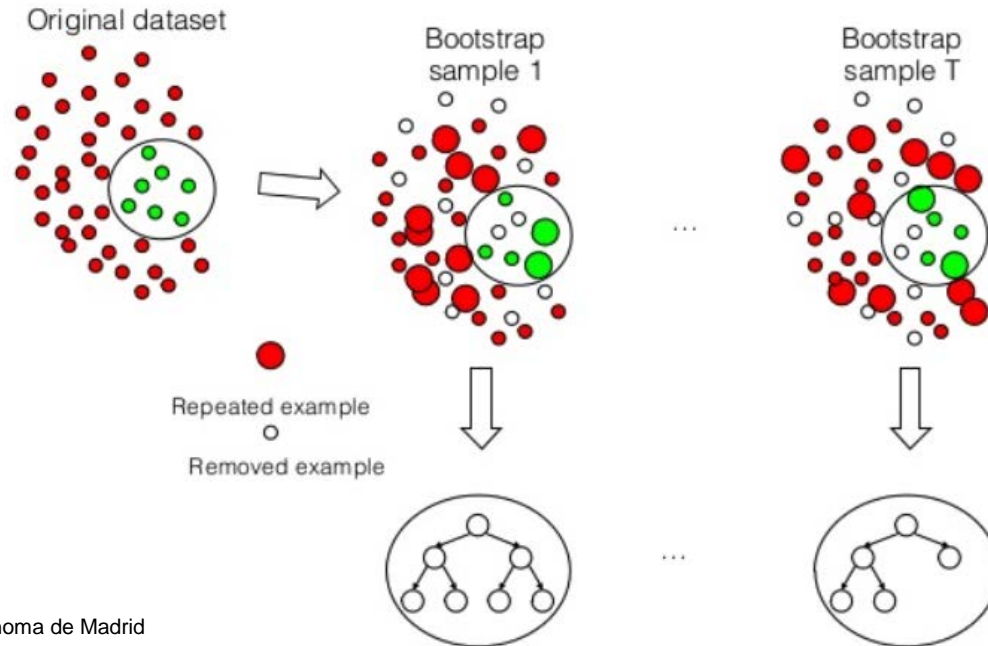 Original dataset
Bootstrap
sample 1
Bootstrap
sample T
...
Repeated example
Removed example
...
noma de Madrid